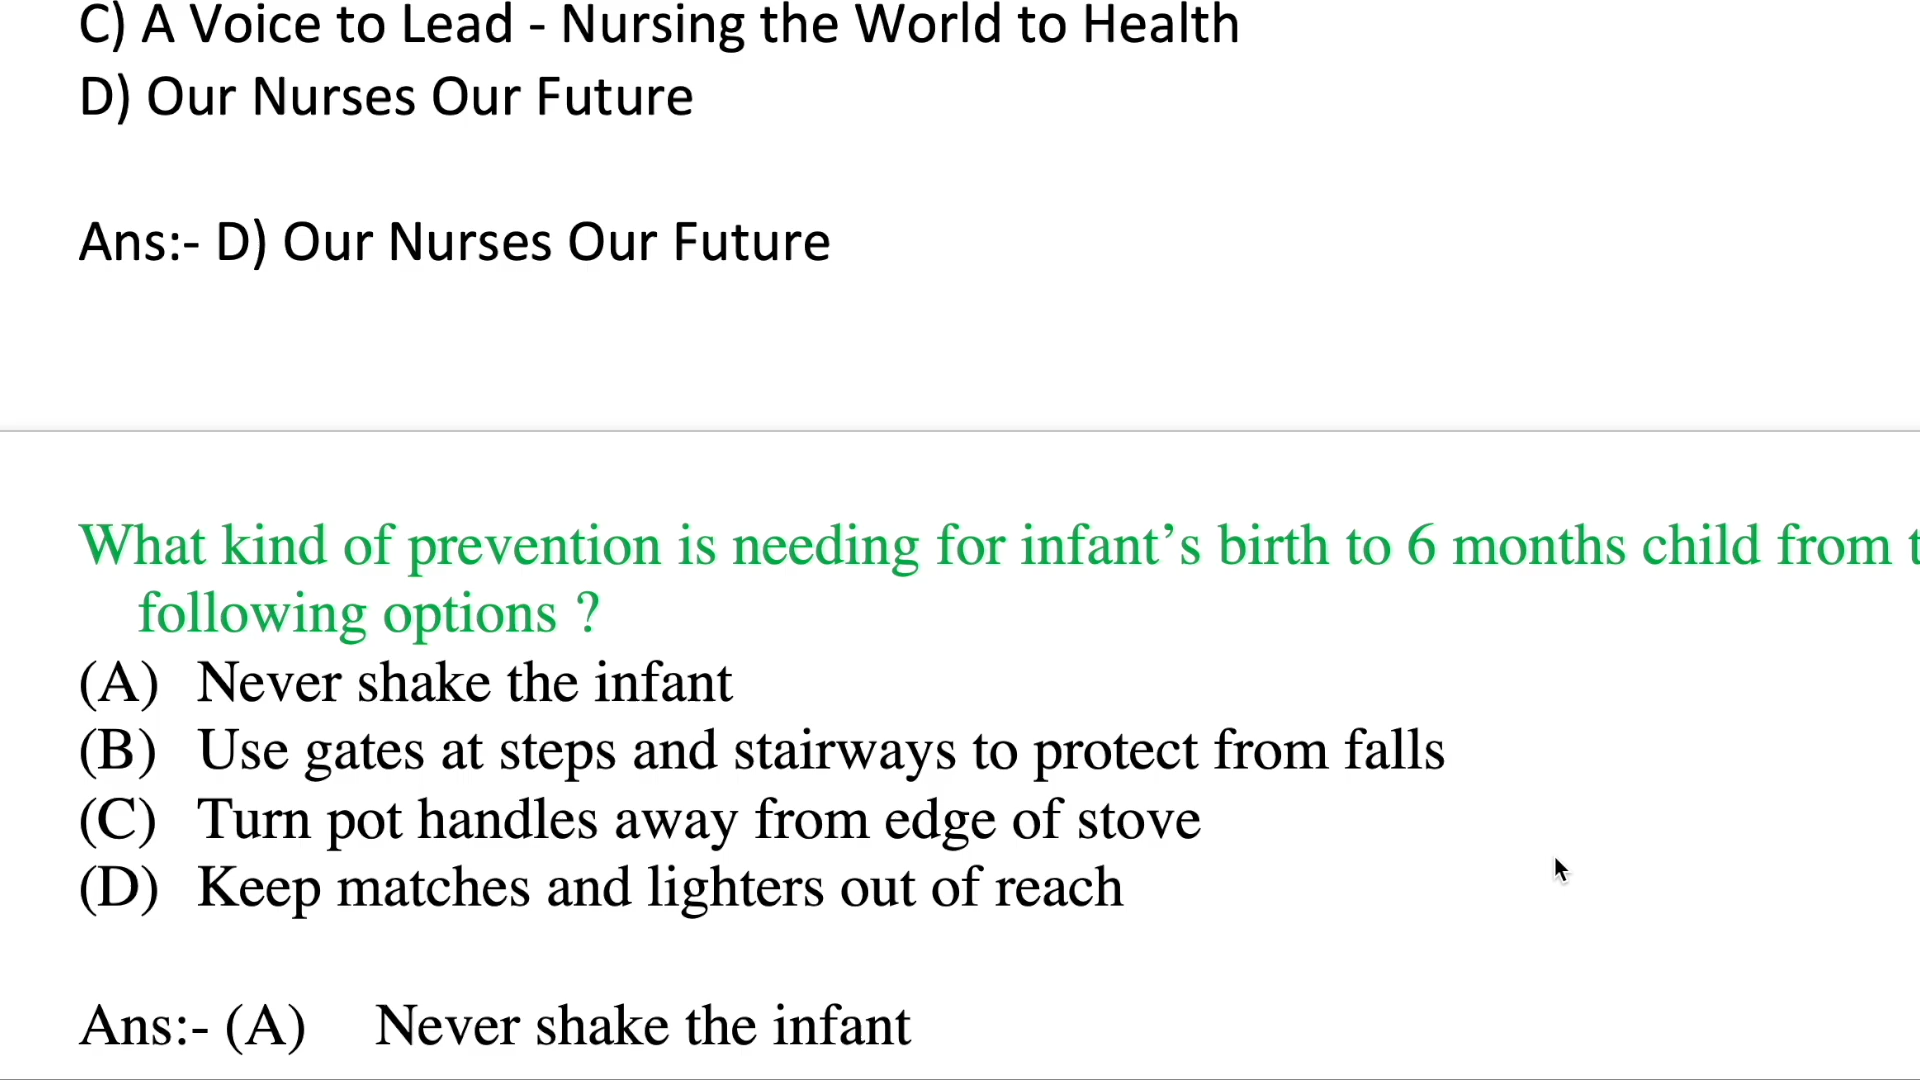 C) A Voice to Lead - Nursing the World to Health
D) Our Nurses Our Future
Ans:- D) Our Nurses Our Future
What kind of prevention is needing for infant’s birth to 6 months child from
following options ?
(A) Never shake the infant
(B) Use gates at steps and stairways to protect from falls
(C) Turn pot handles away from edge of stove
(D) Keep matches and lighters out of reach
Ans:- (A) Never shake the infant